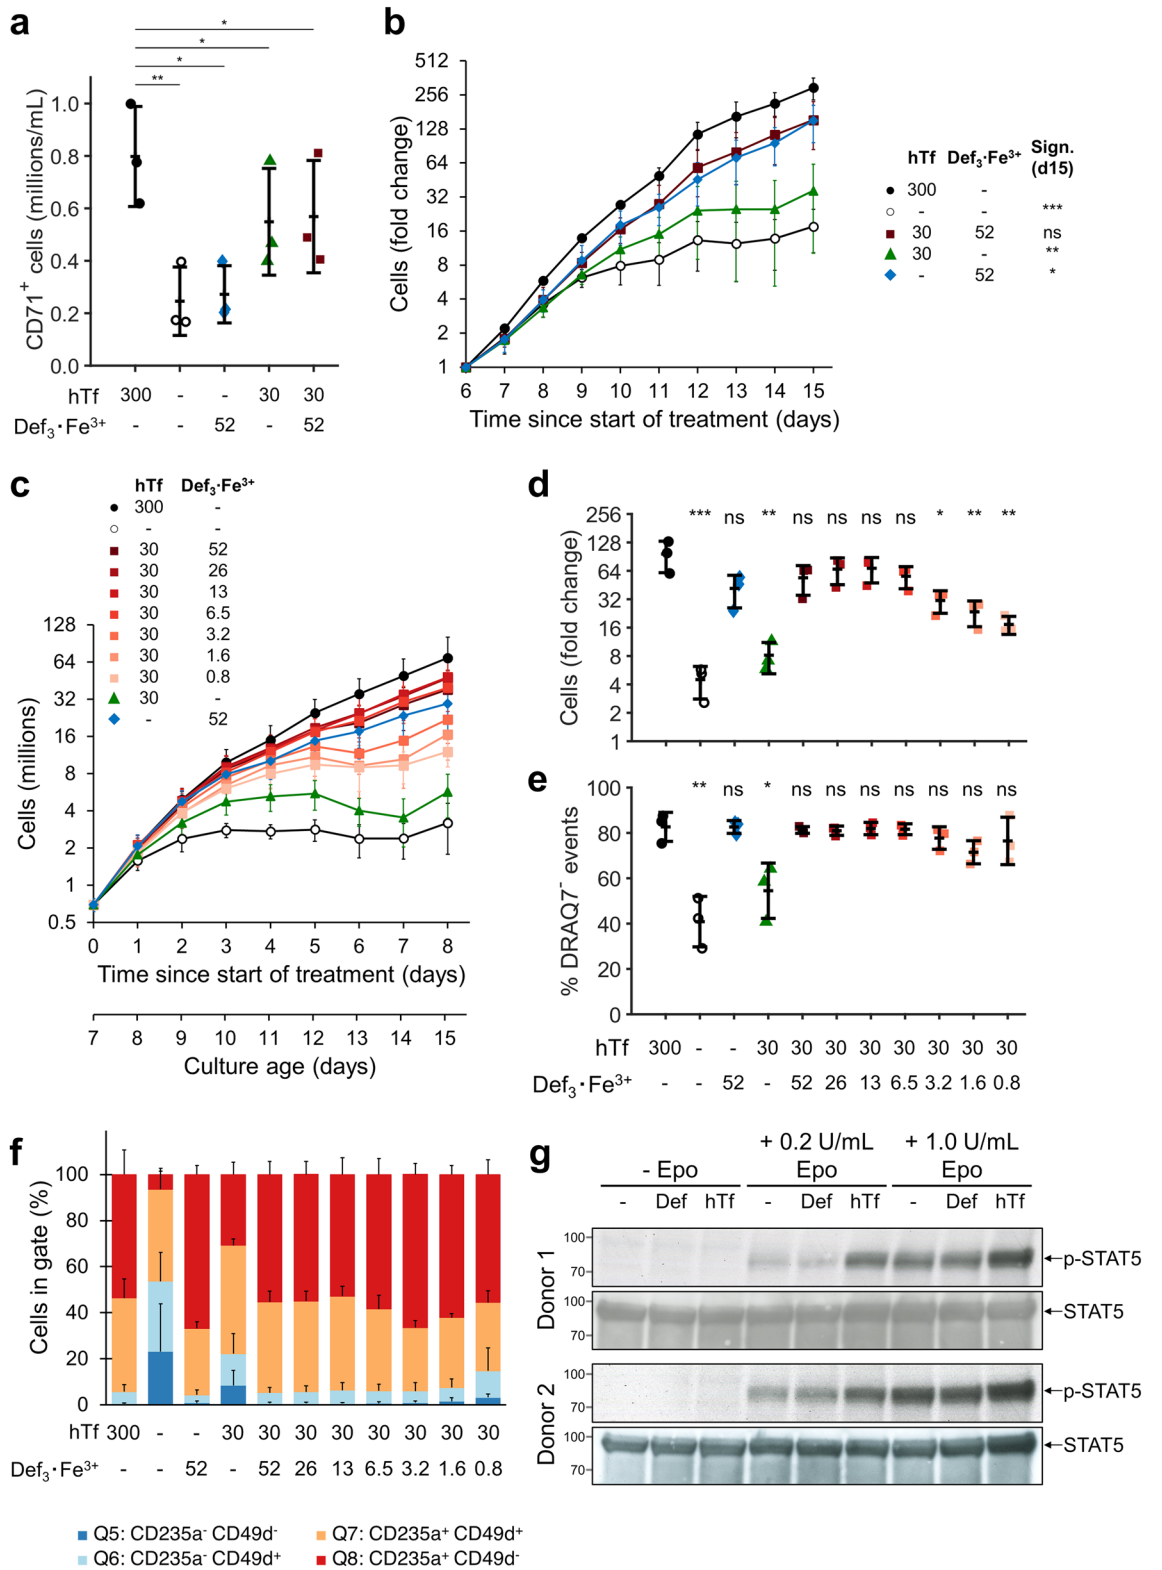 a
*
*
*
**
CD71+ cells (millions/mL)
1.0
0.8
0.6
0.4
0.2
0.0
hTf 300 - - 30 30
Def3·Fe3+ - - 52 - 52
b
Cells (fold change)
512
256
128
64
32
16
8
4
2
1
6 7 8 9 10 11 12 13 14 15
Time since start of treatment (days)
hTf Def3·Fe3+ Sign. (d15)
300 -
- - ***
30 52 ns
30 - **
- 52 *
c
hTf Def3·Fe3+
300 -
- -
30 52
30 26
30 13
30 6.5
30 3.2
30 1.6
30 0.8
30 -
- 52
Cells (millions)
128
64
32
16
8
4
2
1
0.5
0 1 2 3 4 5 6 7 8
Time since start of treatment (days)
7 8 9 10 11 12 13 14 15
Culture age (days)
d
*** ns ** ns ns ns ns * ** **
Cells (fold change)
256
128
64
32
16
8
4
2
1
e
** ns * ns ns ns ns ns ns ns
% DRAQ7- events
100
80
60
40
20
0
hTf 300 - - 30 30 30 30 30 30 30 30
Def3·Fe3+ - - 52 - 52 26 13 6.5 3.2 1.6 0.8
f
Cells in gate (%)
100
80
60
40
20
0
hTf 300 - - 30 30 30 30 30 30 30 30
Def3·Fe3+ - - 52 - 52 26 13 6.5 3.2 1.6 0.8
Q5: CD235a- CD49d- Q7: CD235a+ CD49d+
Q6: CD235a- CD49d+ Q8: CD235a+ CD49d-
g
+ 0.2 U/mL + 1.0 U/mL
- Epo Epo Epo
- Def hTf - Def hTf - Def hTf
Donor 1
100
70
←p-STAT5
100
70
←STAT5
Donor 2
100
70
←p-STAT5
100
70
←STAT5